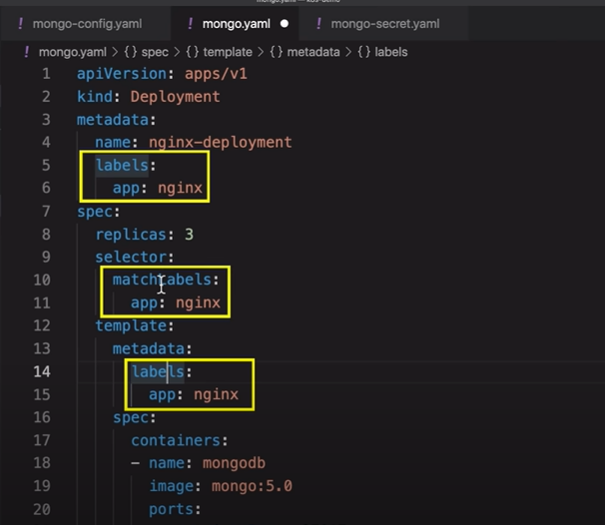 mongo-config.yaml mongo.yaml mongo-secret.yaml
mongo.yaml > {} spec > {} template > {} metadata > {} labels
1 apiVersion: apps/v1
2 kind: Deployment
3 metadata:
4 name: nginx-deployment
5 labels:
6 app: nginx
7 spec:
8 replicas: 3
9 selector:
10 matchLabels:
11 app: nginx
12 template:
13 metadata:
14 labels:
15 app: nginx
16 spec:
17 containers:
18 - name: mongodb
19 image: mongo:5.0
20 ports: